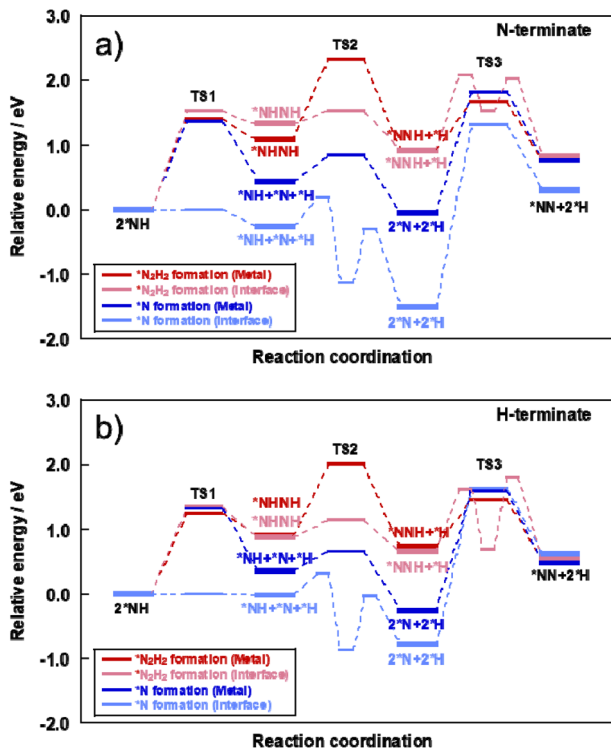 a)
N-terminate
3.0
2.0
1.0
0.0
-1.0
-2.0
Relative energy / eV
TS1
TS2
TS3
*NHNH
*NHNH
*NNH+*H
*NNH+*H
2*NH
*NH+*N+*H
*NH+*N+*H
2*N+2*H
2*N+2*H
*NN+2*H
*N₂H₂ formation (Metal)
*N₂H₂ formation (Interface)
*N formation (Metal)
*N formation (Interface)
Reaction coordination
b)
H-terminate
3.0
2.0
1.0
0.0
-1.0
-2.0
Relative energy / eV
TS1
TS2
TS3
*NHNH
*NHNH
*NNH+*H
*NNH+*H
*NH+*N+*H
2*NH
*NH+*N+*H
2*N+2*H
2*N+2*H
*NN+2*H
*N₂H₂ formation (Metal)
*N₂H₂ formation (Interface)
*N formation (Metal)
*N formation (Interface)
Reaction coordination